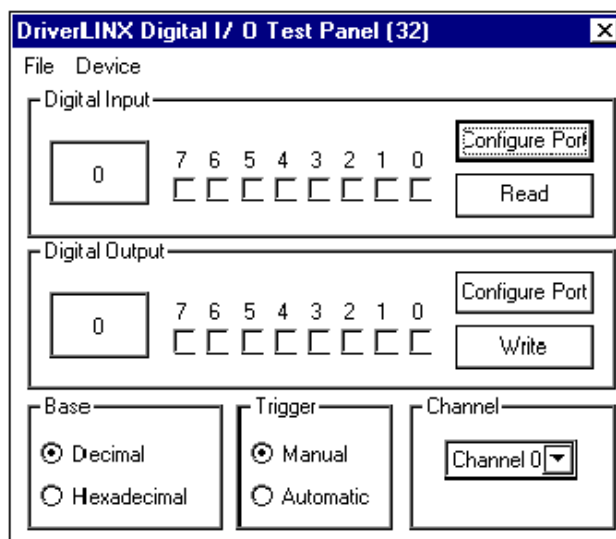 DriverLINX Digital I/ O Test Panel (32)
File Device
Digital Input
0
7 6 5 4 3 2 1 0
Configure Port
Read
Digital Output
0
7 6 5 4 3 2 1 0
Configure Port
Write
Base
Decimal
Hexadecimal
Trigger
Manual
Automatic
Channel
Channel 0